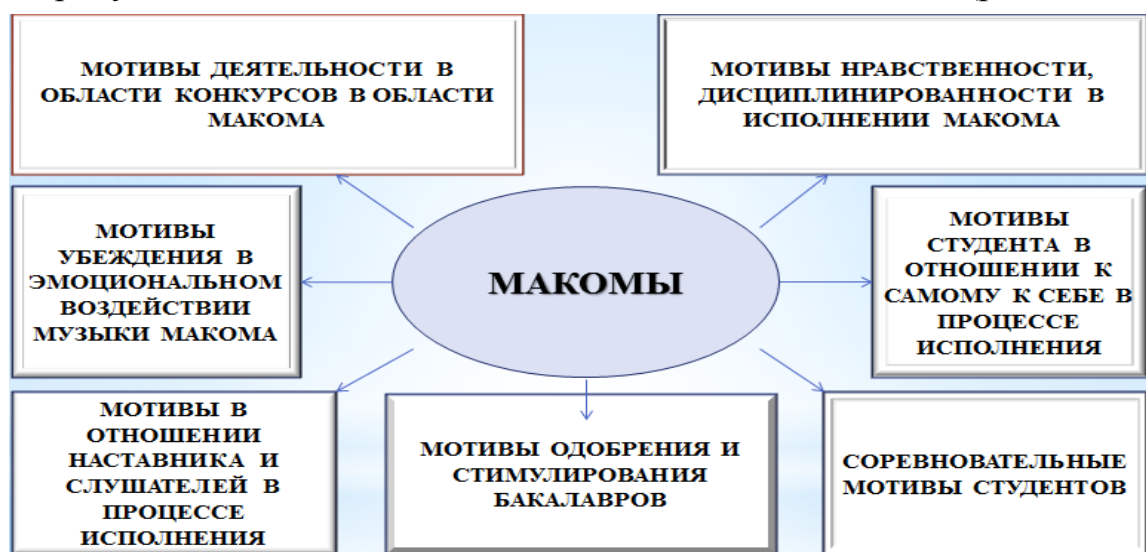 МОТИВЫ ДЕЯТЕЛЬНОСТИ В
ОБЛАСТИ КОНКУРСОВ В ОБЛАСТИ
МАКОМА
МОТИВЫ НРАВСТВЕННОСТИ,
ДИСЦИПЛИНИРОВАННОСТИ В
ИСПОЛНЕНИИ МАКОМА
МОТИВЫ
УБЕЖДЕНИЯ В
ЭМОЦИОНАЛЬНОМ
ВОЗДЕЙСТВИИ
МУЗЫКИ МАКОМА
МАКОМЫ
МОТИВЫ
СТУДЕНТА В
ОТНОШЕНИИ К
САМОМУ К СЕБЕ В
ПРОЦЕССЕ
ИСПОЛНЕНИЯ
МОТИВЫ В
ОТНОШЕНИИ
НАСТАВНИКА И
СЛУШАТЕЛЕЙ В
ПРОЦЕССЕ
ИСПОЛНЕНИЯ
МОТИВЫ ОДОБРЕНИЯ И
СТИМУЛИРОВАНИЯ
БАКАЛАВРОВ
СОРЕВНОВАТЕЛЬНЫЕ
МОТИВЫ СТУДЕНТОВ